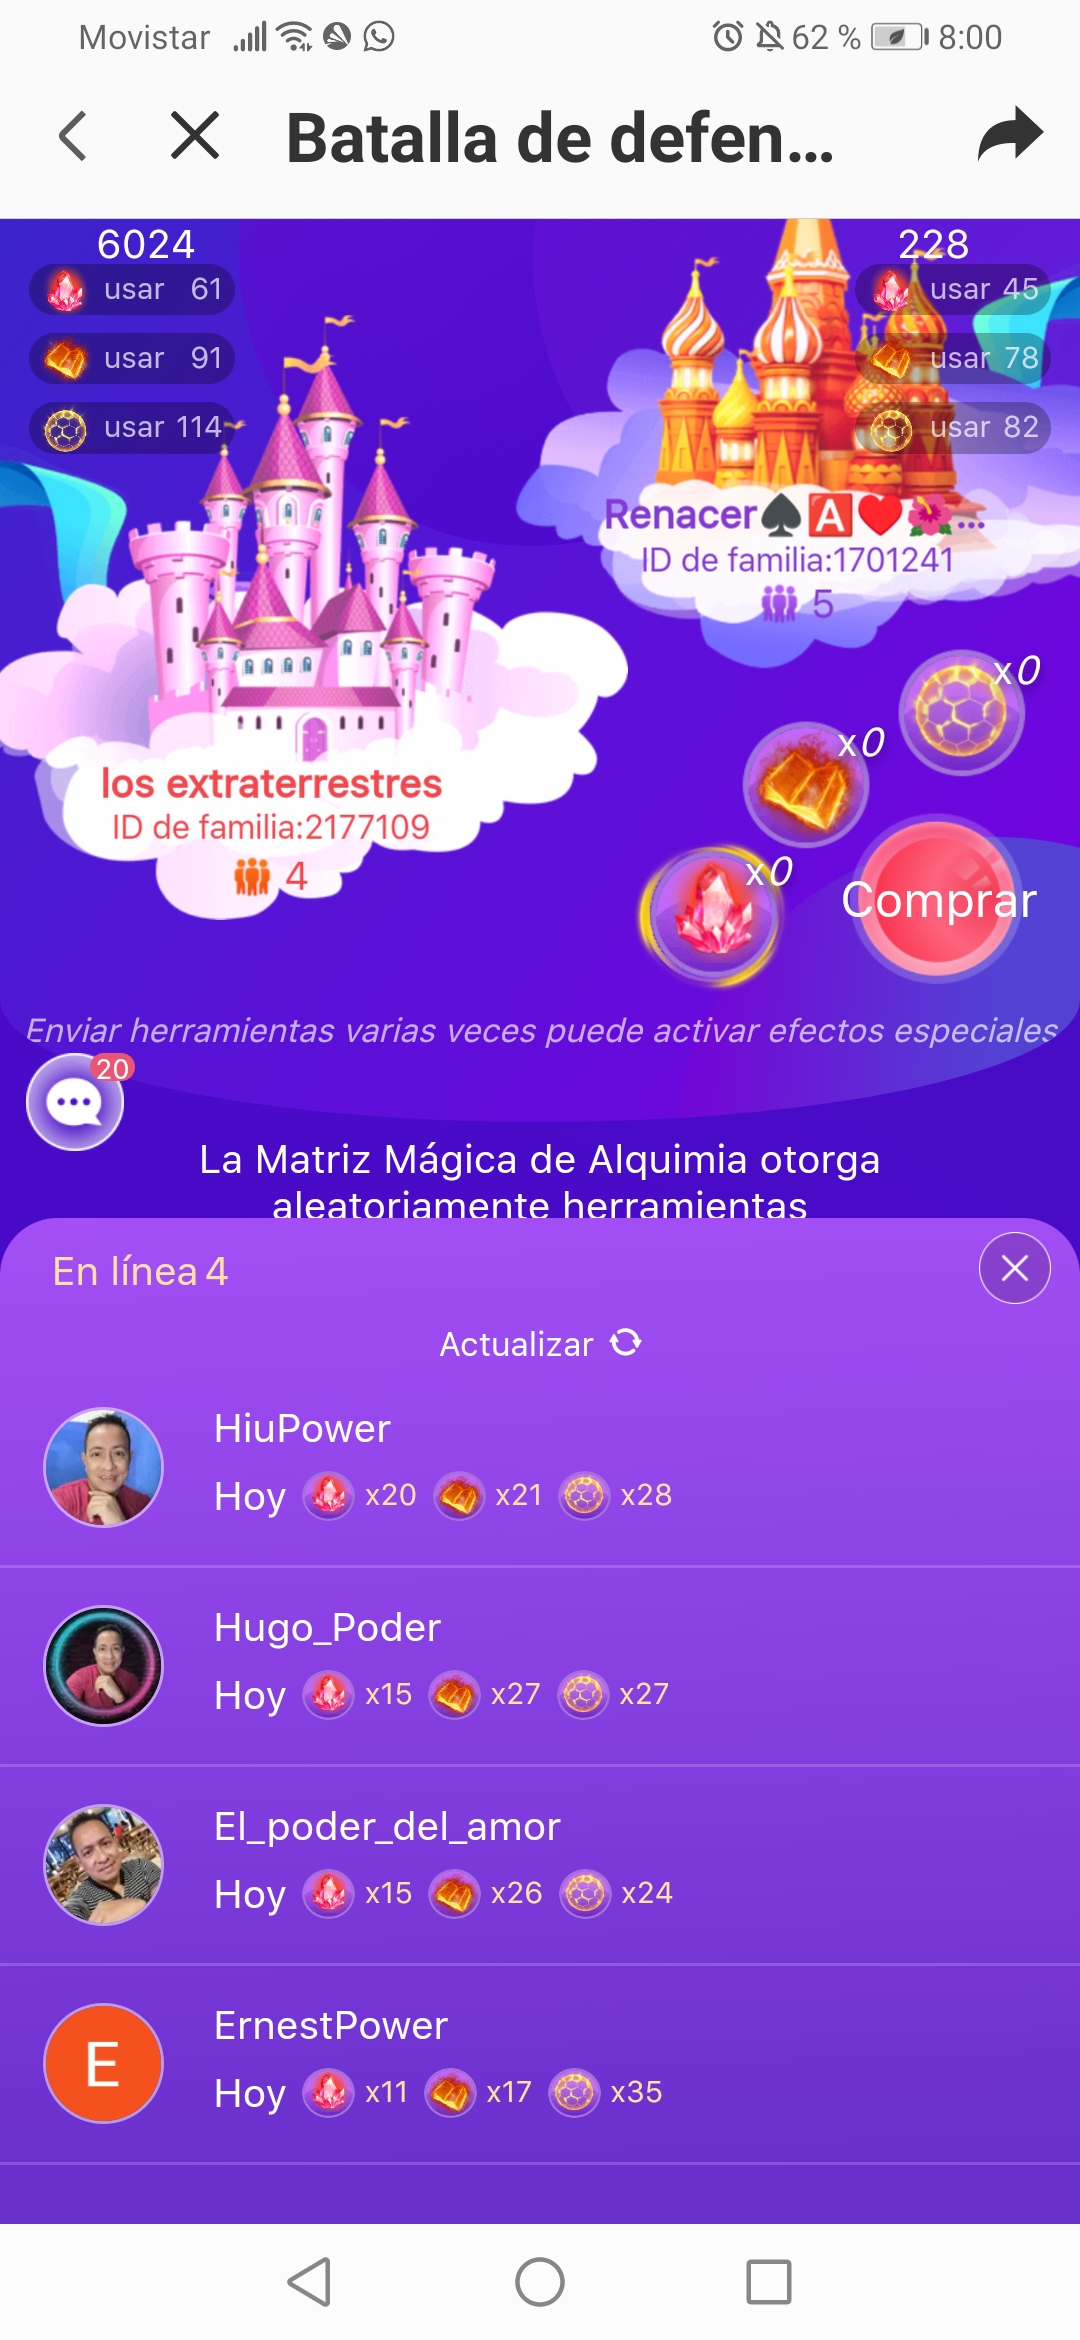 Movistar 62 % 8:00
Batalla de defen...
6024
usar 61
usar 91
usar 114
228
usar 45
usar 78
usar 82
Renacer♠️🅰️♥️🌺...
ID de familia:1701241
5
los extraterrestres
ID de familia:2177109
4
x0
x0
x0
Comprar
Enviar herramientas varias veces puede activar efectos especiales
20
La Matriz Mágica de Alquimia otorga
aleatoriamente herramientas
En línea 4
Actualizar
HiuPower
Hoy x20 x21 x28
Hugo_Poder
Hoy x15 x27 x27
El_poder_del_amor
Hoy x15 x26 x24
E
ErnestPower
Hoy x11 x17 x35